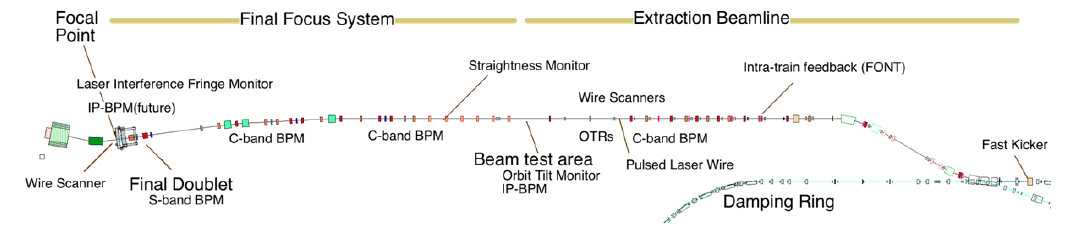 Focal
Point
Final Focus System
Extraction Beamline
Laser Interference Fringe Monitor
IP-BPM(future)
Straightness Monitor
Intra-train feedback (FONT)
Wire Scanners
C-band BPM
C-band BPM
OTRs
C-band BPM
Fast Kicker
Wire Scanner
Final Doublet
S-band BPM
Beam test area
Orbit Tilt Monitor
IP-BPM
Pulsed Laser Wire
Damping Ring